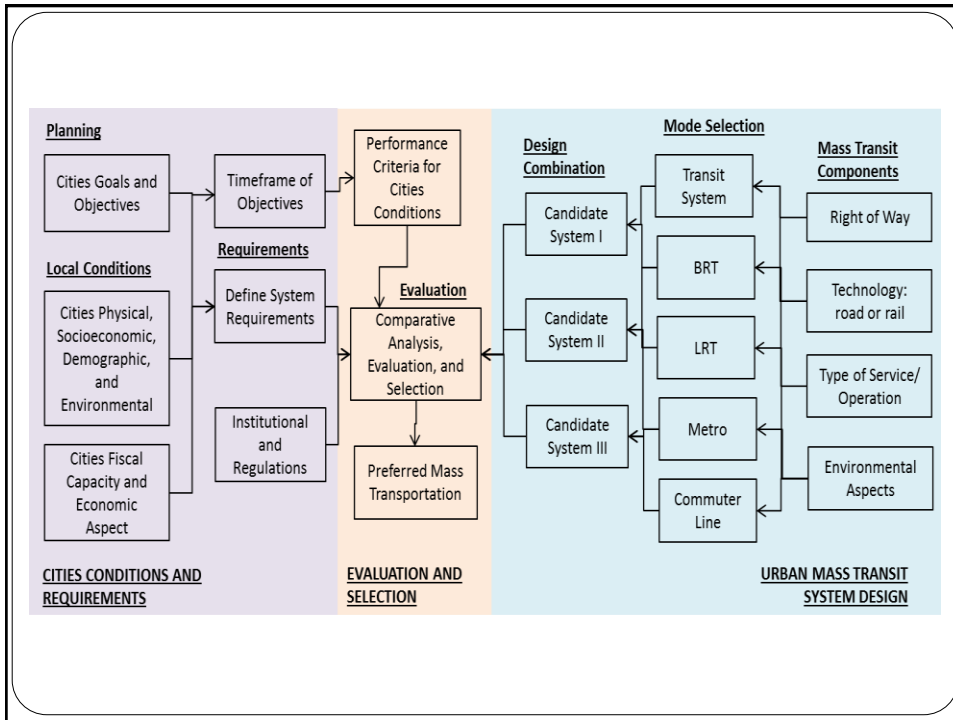 Planning
Cities Goals and
Objectives
Local Conditions
Cities Physical,
Socioeconomic,
Demographic,
and
Environmental
Cities Fiscal
Capacity and
Economic
Aspect
Timeframe of
Objectives
Requirements
Define System
Requirements
Institutional
and
Regulations
CITIES CONDITIONS AND
REQUIREMENTS
Performance
Criteria for
Cities
Conditions
Evaluation
Comparative
Analysis,
Evaluation, and
Selection
Preferred Mass
Transportation
EVALUATION AND
SELECTION
Design
Combination
Candidate
System I
Candidate
System II
Candidate
System III
Mode Selection
Transit
System
BRT
LRT
Metro
Commuter
Line
Mass Transit
Components
Right of Way
Technology:
road or rail
Type of Service/
Operation
Environmental
Aspects
URBAN MASS TRANSIT
SYSTEM DESIGN